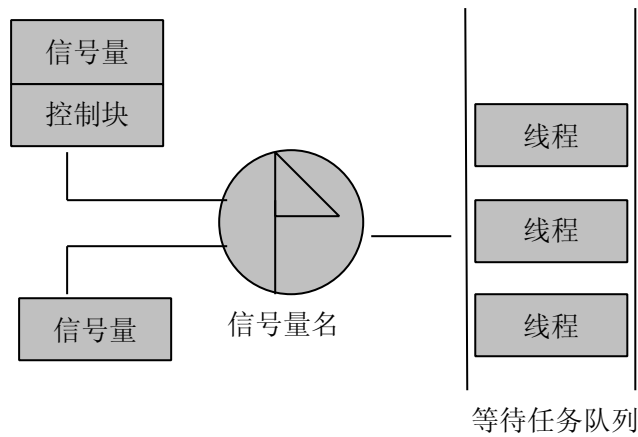 信号量
控制块
线程
线程
信号量
信号量名
线程
等待任务队列